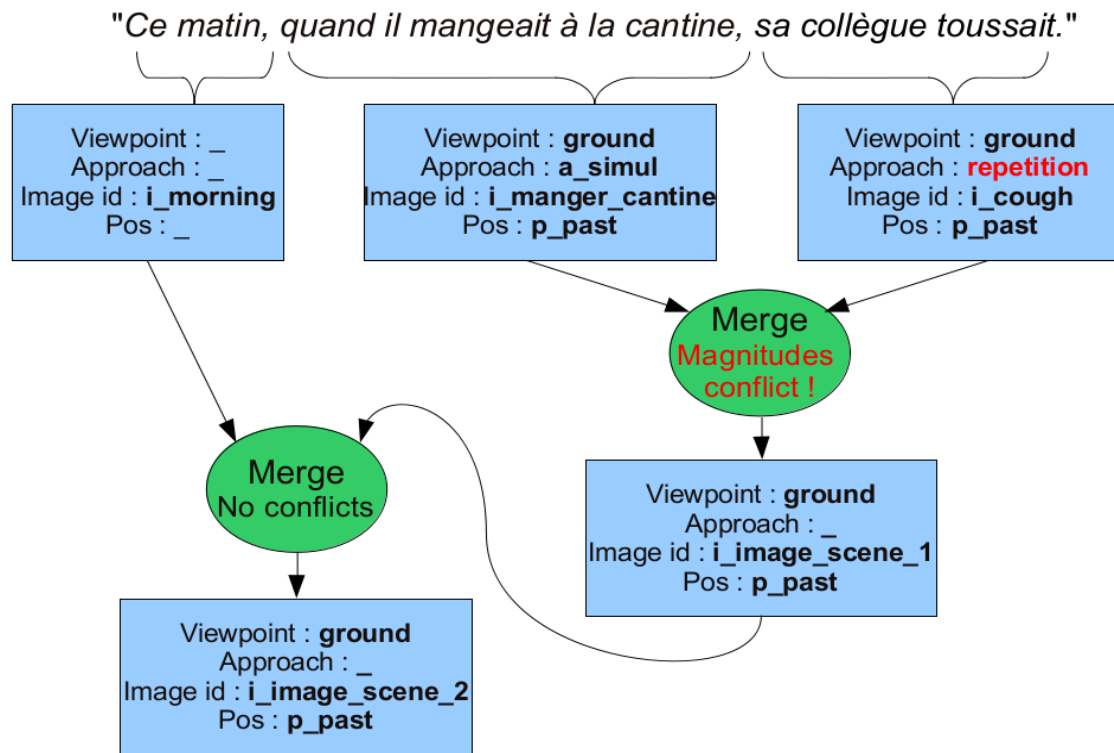 "Ce matin, quand il mangeait à la cantine, sa collègue toussait."
Viewpoint : _
Approach : _
Image id : i_morning
Pos : _
Viewpoint : ground
Approach : a_simul
Image id : i_manger_cantine
Pos : p_past
Viewpoint : ground
Approach : repetition
Image id : i_cough
Pos : p_past
Merge
Magnitudes
conflict !
Merge
No conflicts
Viewpoint : ground
Approach : _
Image id : i_image_scene_1
Pos : p_past
Viewpoint : ground
Approach : _
Image id : i_image_scene_2
Pos : p_past